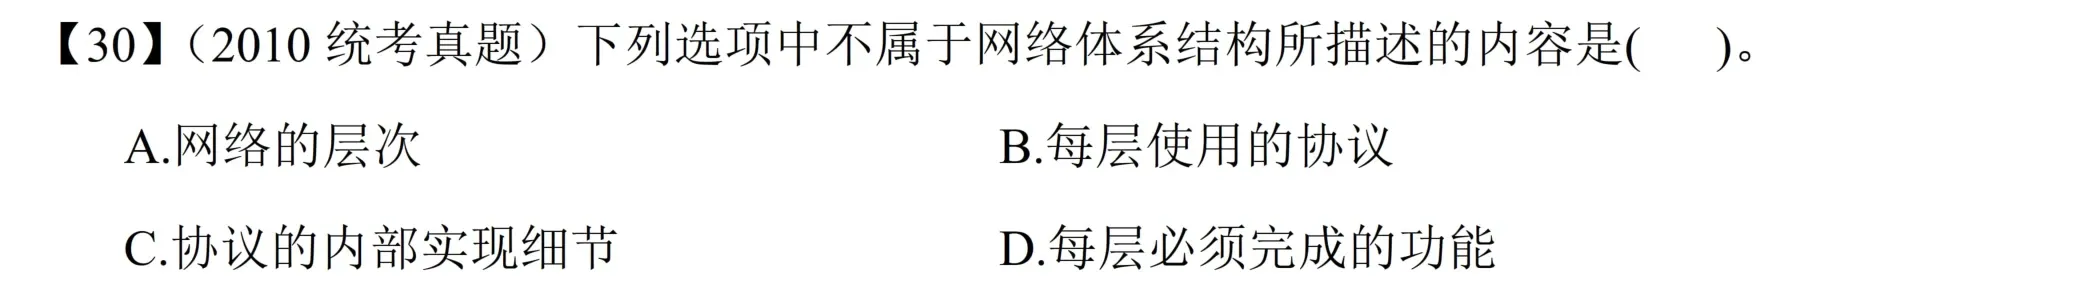 【30】（2010 统考真题）下列选项中不属于网络体系结构所描述的内容是(　　)。
A.网络的层次　　B.每层使用的协议
C.协议的内部实现细节　　D.每层必须完成的功能